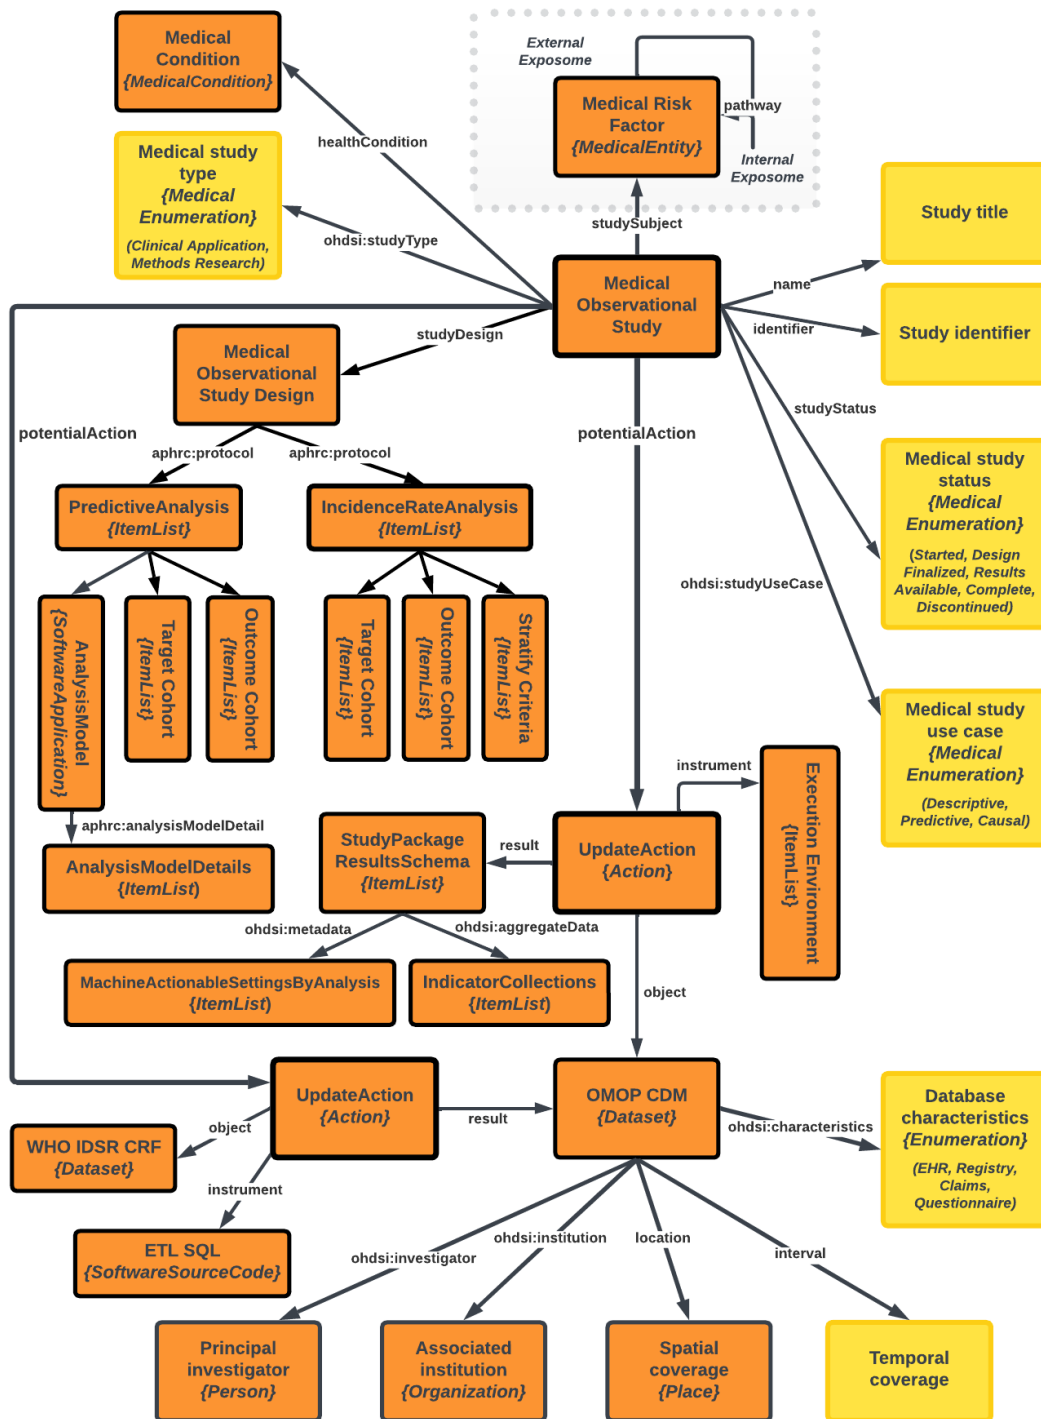 Medical
Condition
{MedicalCondition}
External
Exposome
Medical Risk
Factor
{MedicalEntity}
pathway
Internal
Exposome
healthCondition
Medical study
type
{Medical
Enumeration}
(Clinical Application,
Methods Research)
ohdsi:studyType
studySubject
Study title
Medical
Observational
Study
name
identifier
Study identifier
studyDesign
Medical
Observational
Study Design
studyStatus
potentialAction
potentialAction
aphrc:protocol
aphrc:protocol
Medical study
status
{Medical
Enumeration}
(Started, Design
Finalized, Results
Available, Complete,
Discontinued)
PredictiveAnalysis
{ItemList}
IncidenceRateAnalysis
{ItemList}
ohdsi:studyUseCase
AnalysisModel
{SoftwareApplication}
Target Cohort
{ItemList}
Outcome Cohort
{ItemList}
Target Cohort
{ItemList}
Outcome Cohort
{ItemList}
Stratify Criteria
{ItemList}
Medical study
use case
{Medical
Enumeration}
(Descriptive,
Predictive, Causal)
instrument
Execution Environment
{ItemList}
aphrc:analysisModelDetail
AnalysisModelDetails
{ItemList)
StudyPackage
ResultsSchema
{ItemList}
result
UpdateAction
{Action}
ohdsi:metadata
ohdsi:aggregateData
MachineActionableSettingsByAnalysis
{ItemList)
IndicatorCollections
{ItemList)
object
UpdateAction
{Action}
result
OMOP CDM
{Dataset}
ohdsi:characteristics
Database
characteristics
{Enumeration}
(EHR, Registry,
Claims,
Questionnaire)
object
WHO IDSR CRF
{Dataset}
instrument
ETL SQL
{SoftwareSourceCode}
ohdsi:investigator
ohdsi:institution
location
interval
Principal
investigator
{Person}
Associated
institution
{Organization}
Spatial
coverage
{Place}
Temporal
coverage